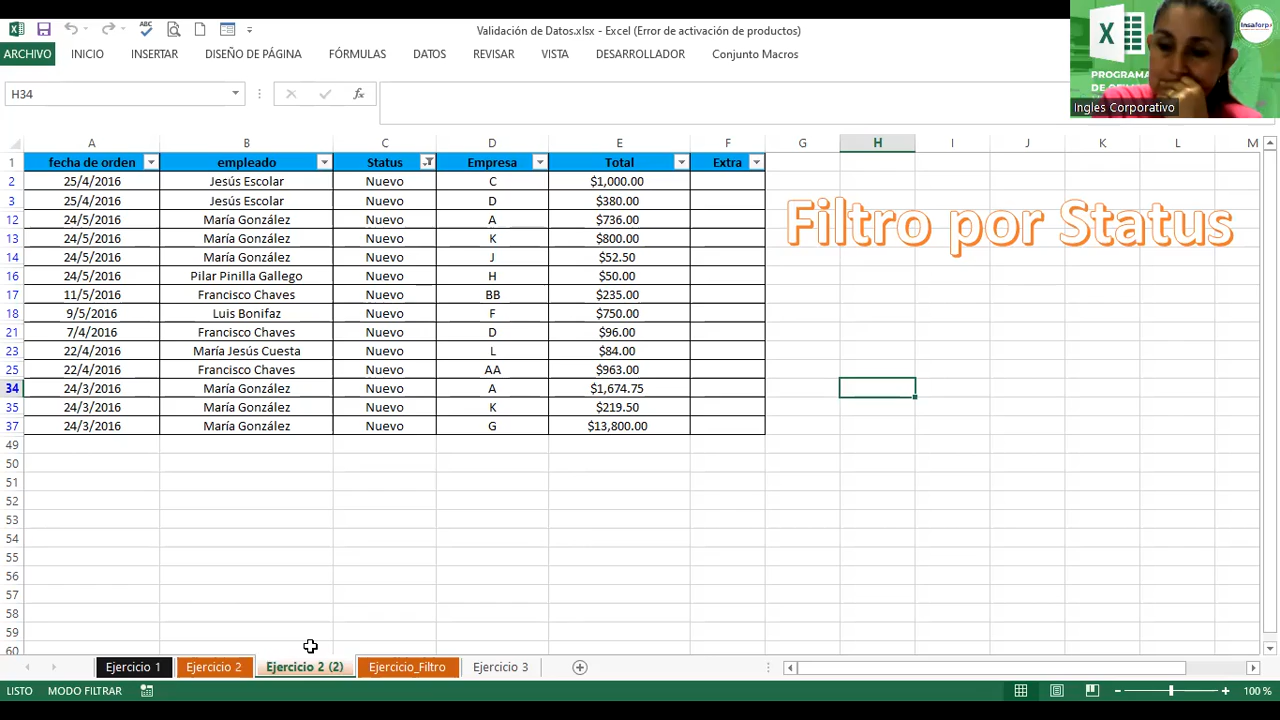 Validación de Datos.xlsx - Excel (Error de activación de productos)
ARCHIVO INICIO INSERTAR DISEÑO DE PÁGINA FÓRMULAS DATOS REVISAR VISTA DESARROLLADOR Conjunto Macros
PROGRAMA
Insaforp
Ingles Corporativo
H34
A B C D E F G H I J K L M
1 fecha de orden empleado Status Empresa Total Extra
2 25/4/2016 Jesús Escolar Nuevo C $1,000.00
3 25/4/2016 Jesús Escolar Nuevo D $380.00
12 24/5/2016 María González Nuevo A $736.00
13 24/5/2016 María González Nuevo K $800.00
14 24/5/2016 María González Nuevo J $52.50
16 24/5/2016 Pilar Pinilla Gallego Nuevo H $50.00
17 11/5/2016 Francisco Chaves Nuevo BB $235.00
18 9/5/2016 Luis Bonifaz Nuevo F $750.00
21 7/4/2016 Francisco Chaves Nuevo D $96.00
23 22/4/2016 María Jesús Cuesta Nuevo L $84.00
25 22/4/2016 Francisco Chaves Nuevo AA $963.00
34 24/3/2016 María González Nuevo A $1,674.75
35 24/3/2016 María González Nuevo K $219.50
37 24/3/2016 María González Nuevo G $13,800.00
Filtro por Status
49
50
51
52
53
54
55
56
57
58
59
60
Ejercicio 1 Ejercicio 2 Ejercicio 2 (2) Ejercicio_Filtro Ejercicio 3
LISTO MODO FILTRAR 100 %